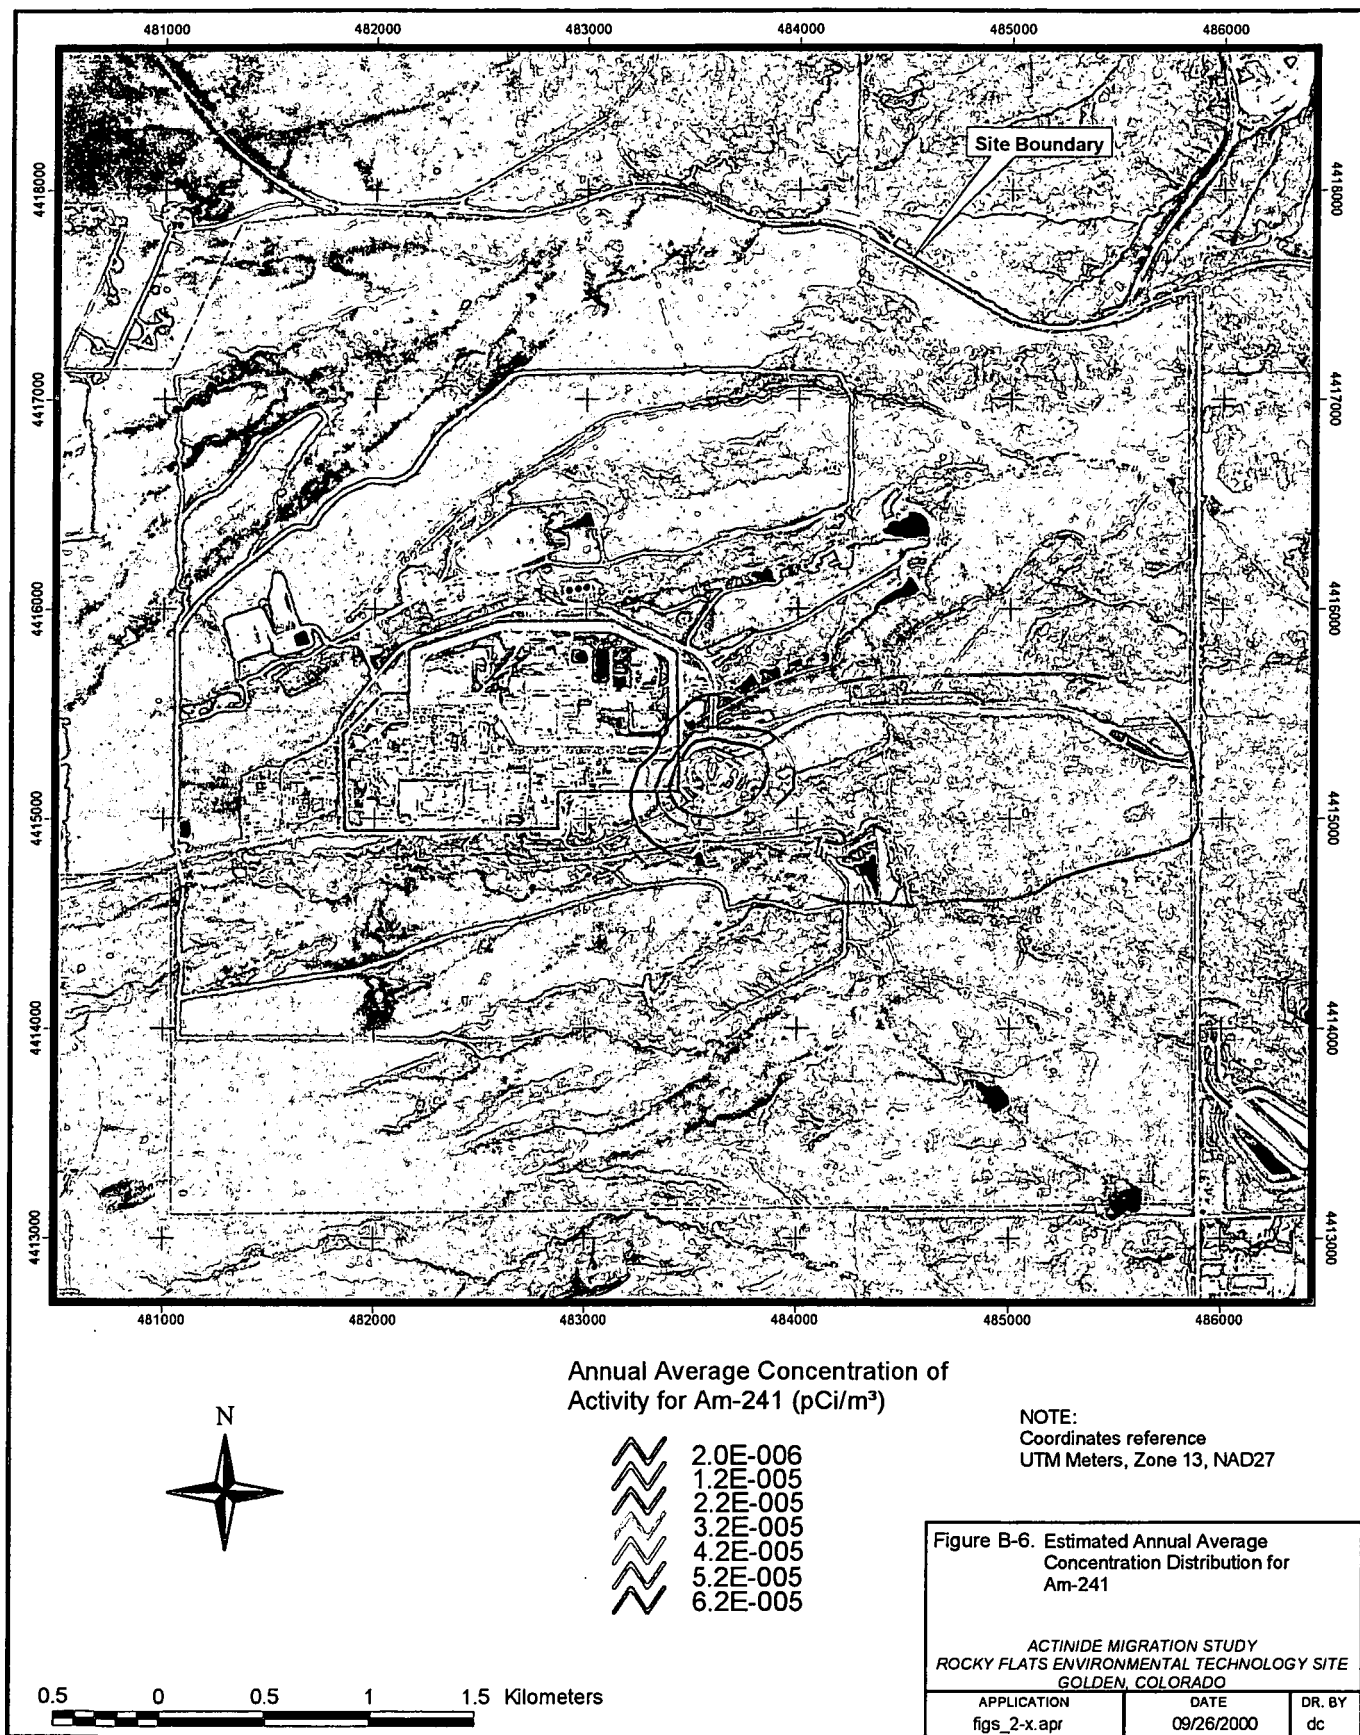 481000 482000 483000 484000 485000 486000
Site Boundary
4418000 4418000
4417000 4417000
4416000 4416000
4415000 4415000
4414000 4414000
4413000 4413000
481000 482000 483000 484000 485000 486000
Annual Average Concentration of
Activity for Am-241 (pCi/m³)
N
2.0E-006
1.2E-005
2.2E-005
3.2E-005
4.2E-005
5.2E-005
6.2E-005
NOTE:
Coordinates reference
UTM Meters, Zone 13, NAD27
0.5 0 0.5 1 1.5 Kilometers
Figure B-6. Estimated Annual Average
Concentration Distribution for
Am-241
ACTINIDE MIGRATION STUDY
ROCKY FLATS ENVIRONMENTAL TECHNOLOGY SITE
GOLDEN, COLORADO
APPLICATION DATE DR. BY
figs_2-x.apr 09/26/2000 dc